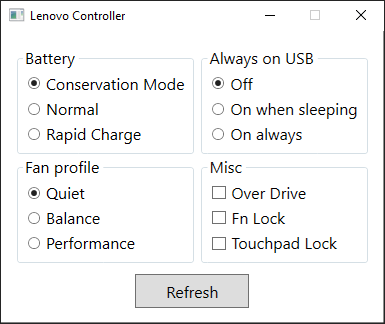 Lenovo Controller
Battery
Conservation Mode
Normal
Rapid Charge
Always on USB
Off
On when sleeping
On always
Fan profile
Quiet
Balance
Performance
Misc
Over Drive
Fn Lock
Touchpad Lock
Refresh